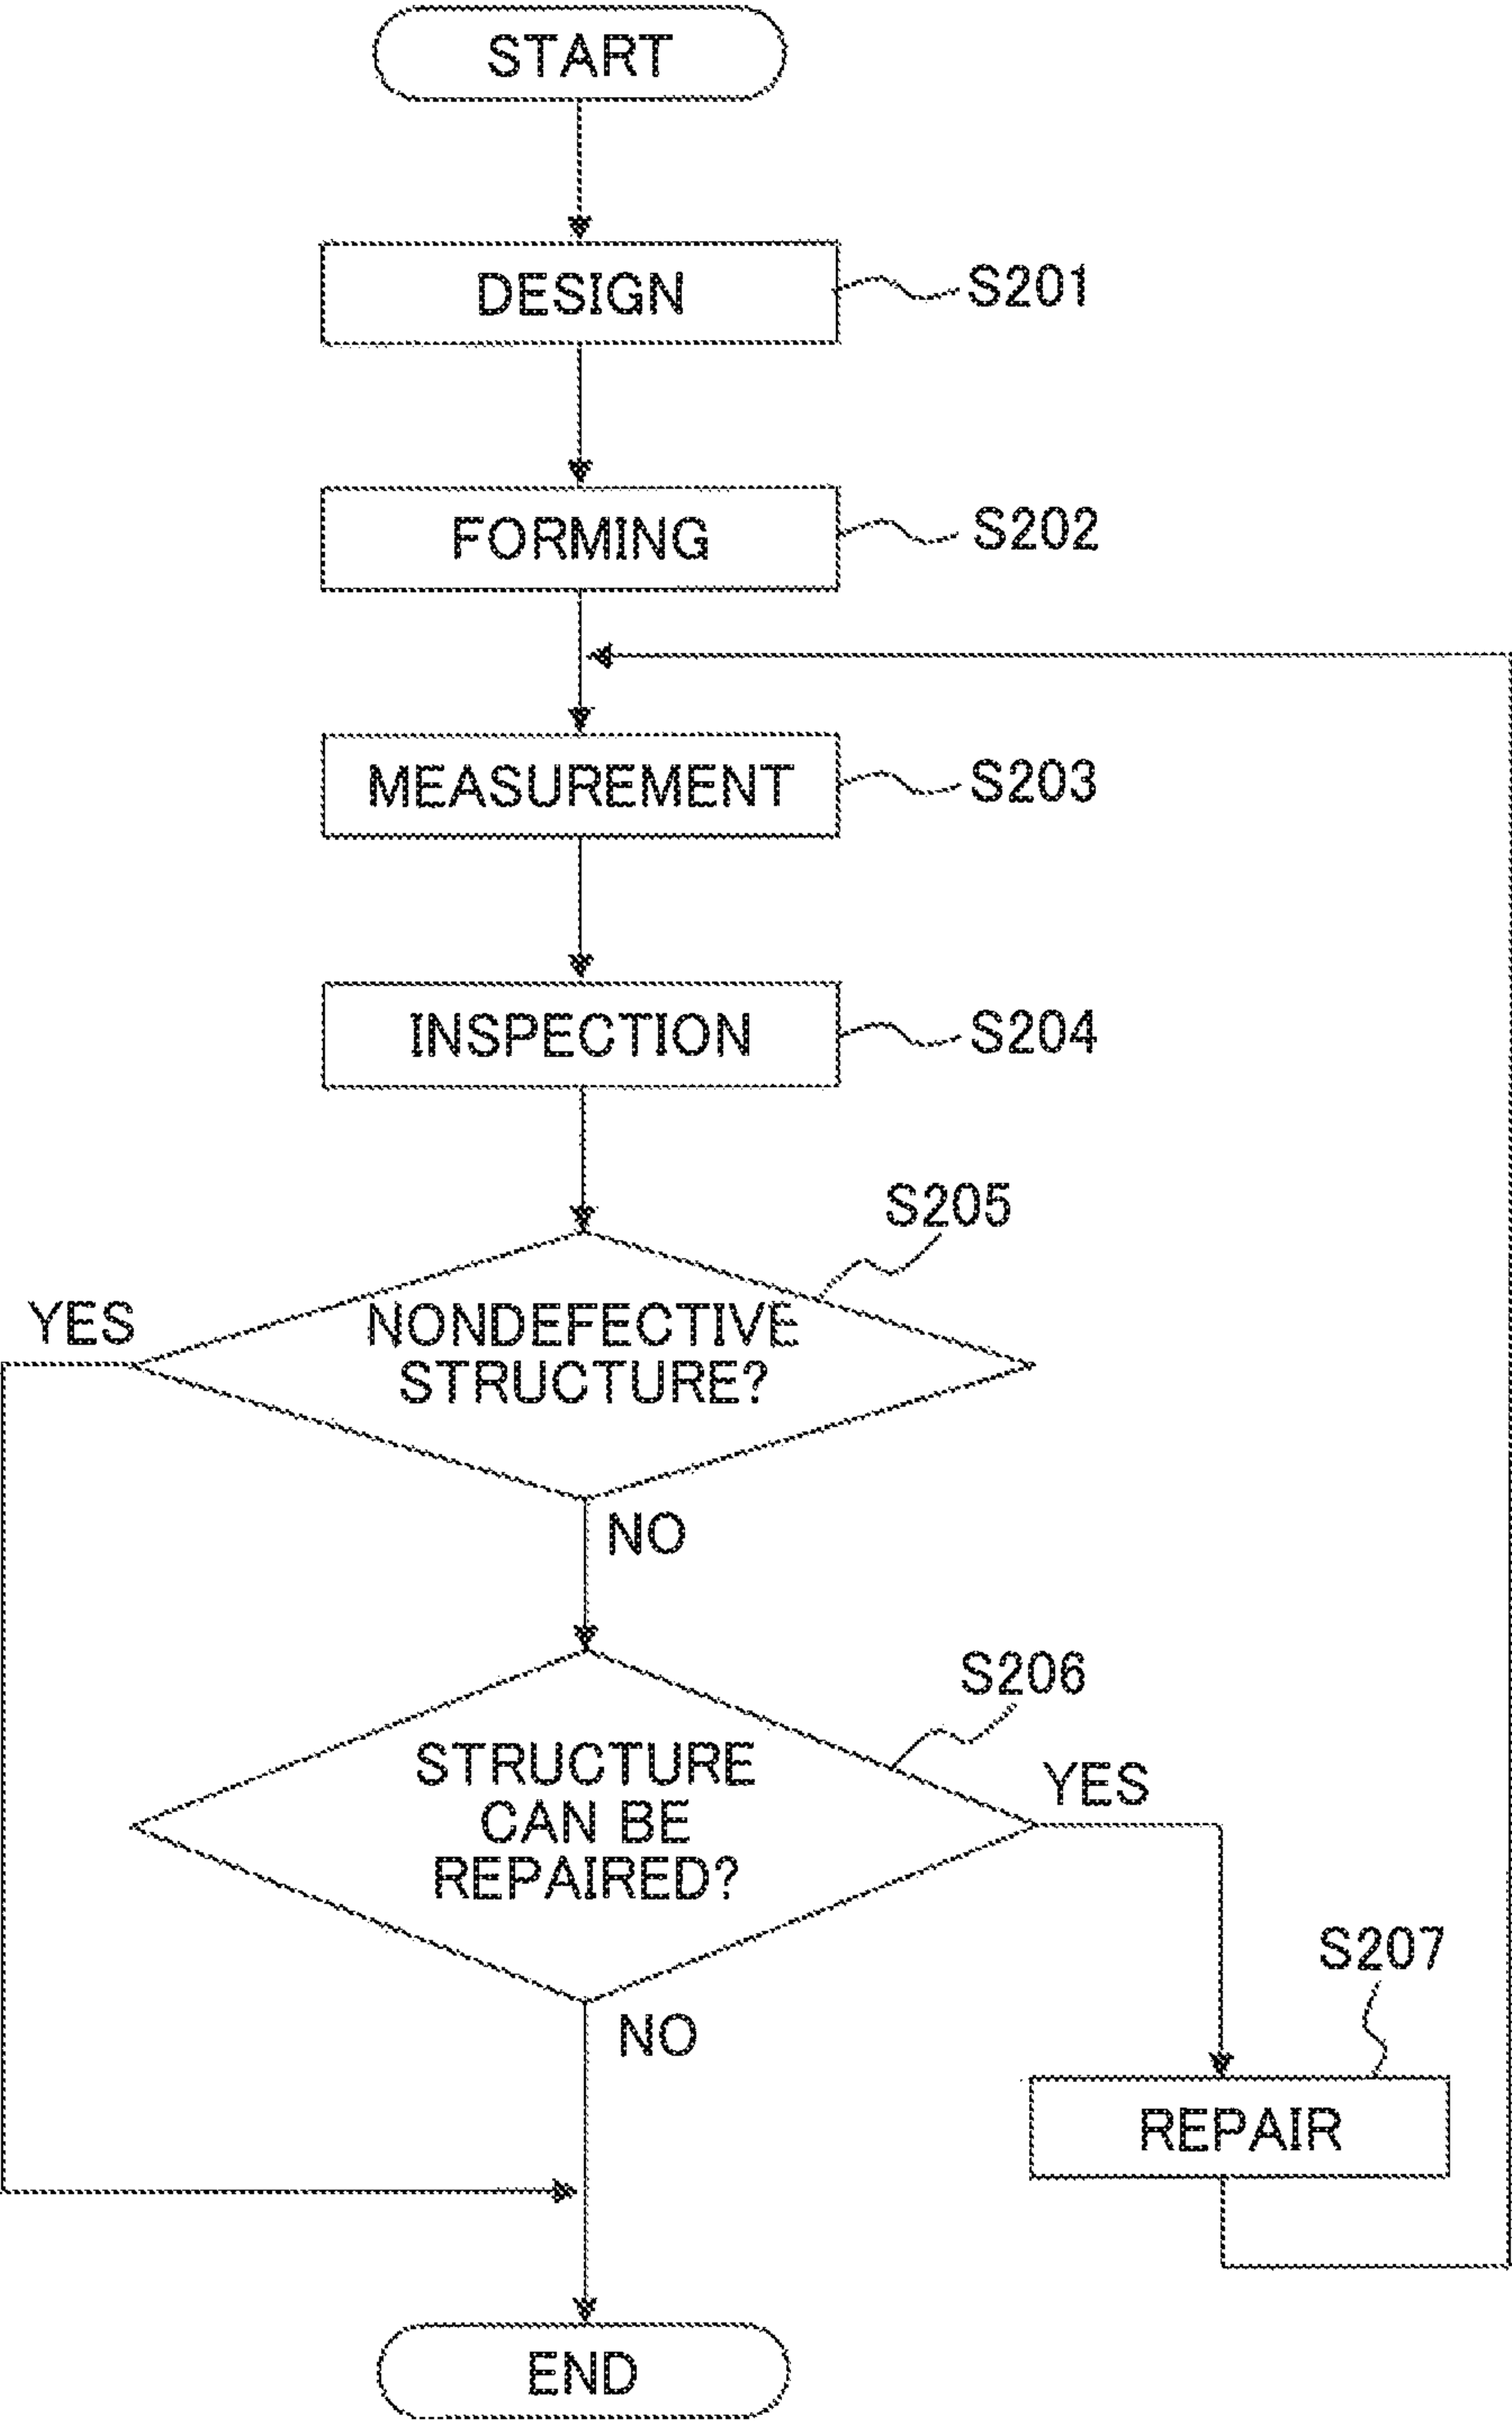 START
DESIGN
S201
FORMING
S202
MEASUREMENT
S203
INSPECTION
S204
S205
YES
NONDEFECTIVE
STRUCTURE?
NO
S206
STRUCTURE
CAN BE
REPAIRED?
YES
S207
NO
REPAIR
END